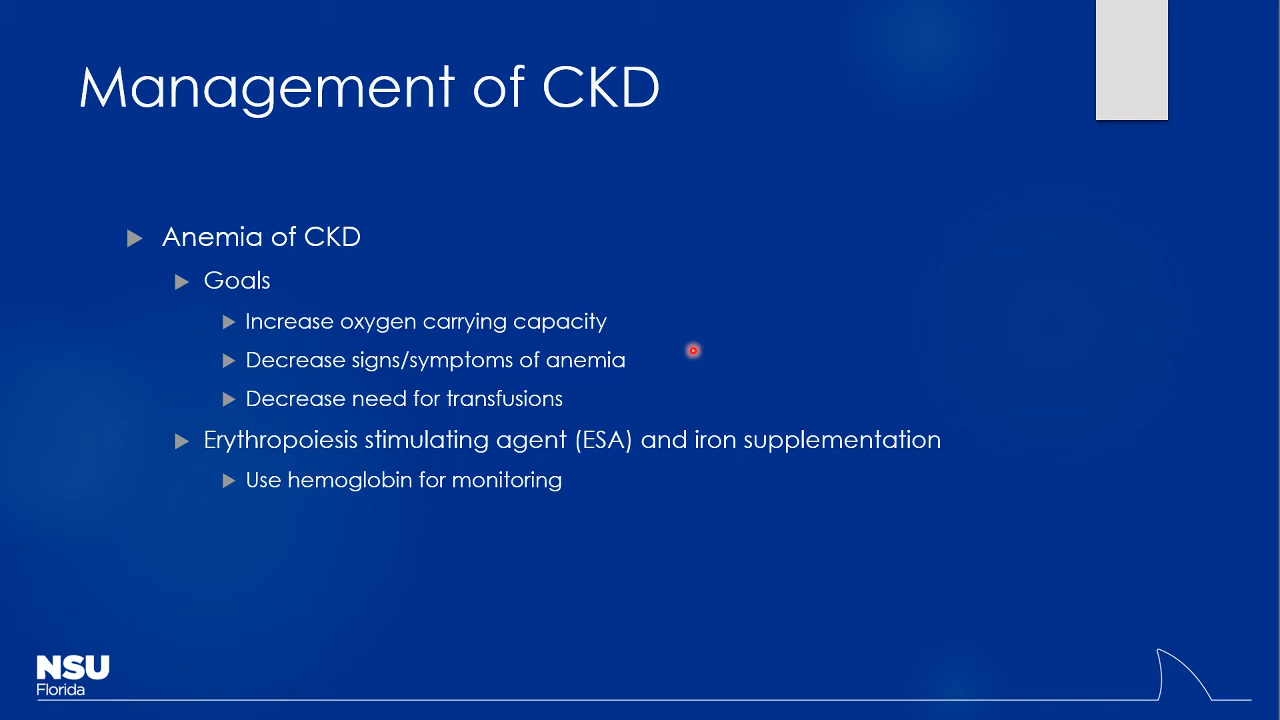 Management of CKD
Anemia of CKD
Goals
Increase oxygen carrying capacity
Decrease signs/symptoms of anemia
Decrease need for transfusions
Erythropoiesis stimulating agent (ESA) and iron supplementation
Use hemoglobin for monitoring
NSU
Florida